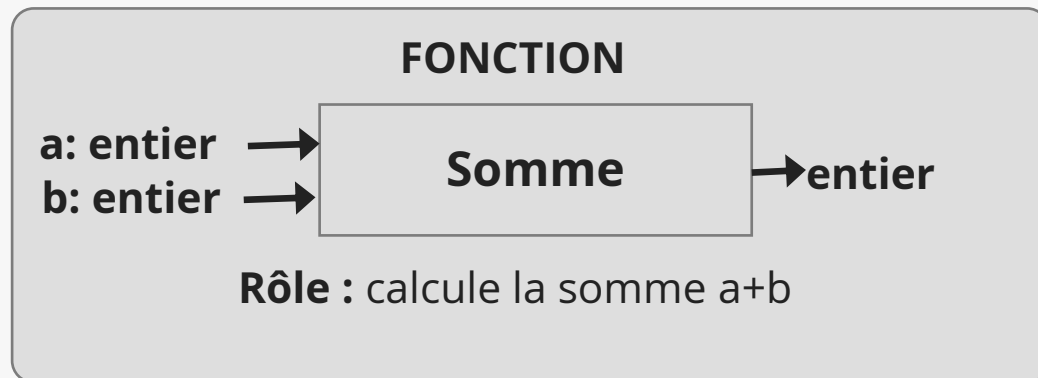 FONCTION
a: entier
b: entier
Somme
entier
Rôle : calcule la somme a+b